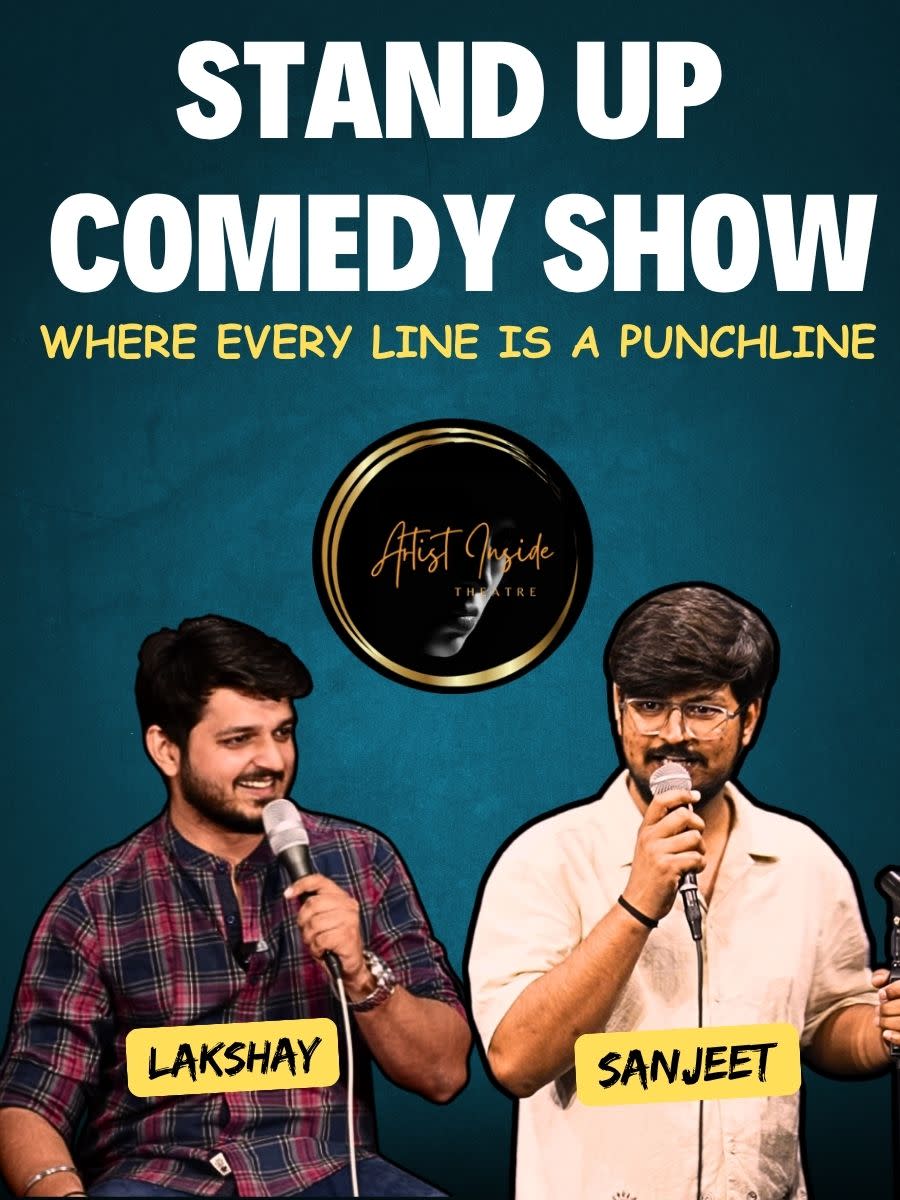 STAND UP
COMEDY SHOW
WHERE EVERY LINE IS A PUNCHLINE
Artist Inside
THEATRE
LAKSHAY
SANJEET